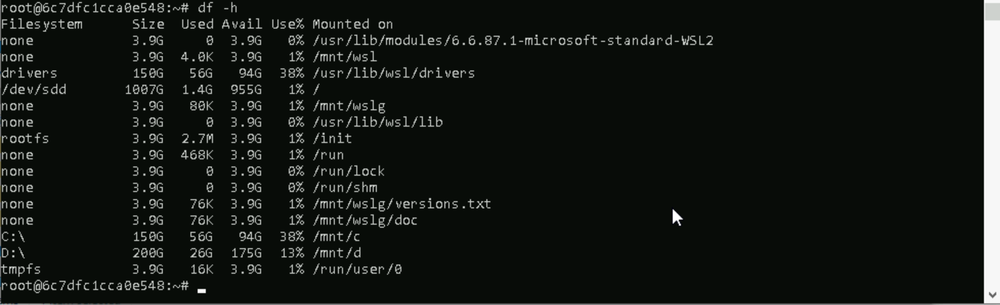 root@6c7dfc1cca0e548:~# df -h
Filesystem      Size  Used Avail Use% Mounted on
none            3.9G     0  3.9G   0% /usr/lib/modules/6.6.87.1-microsoft-standard-WSL2
none            3.9G  4.0K  3.9G   1% /mnt/wsl
drivers         150G   56G   94G  38% /usr/lib/wsl/drivers
/dev/sdd       1007G  1.4G  955G   1% /
none            3.9G   80K  3.9G   1% /mnt/wslg
none            3.9G     0  3.9G   0% /usr/lib/wsl/lib
rootfs          3.9G  2.7M  3.9G   1% /init
none            3.9G  468K  3.9G   1% /run
none            3.9G     0  3.9G   0% /run/lock
none            3.9G     0  3.9G   0% /run/shm
none            3.9G   76K  3.9G   1% /mnt/wslg/versions.txt
none            3.9G   76K  3.9G   1% /mnt/wslg/doc
C:\             150G   56G   94G  38% /mnt/c
D:\             200G   26G  175G  13% /mnt/d
tmpfs           3.9G   16K  3.9G   1% /run/user/0
root@6c7dfc1cca0e548:~#